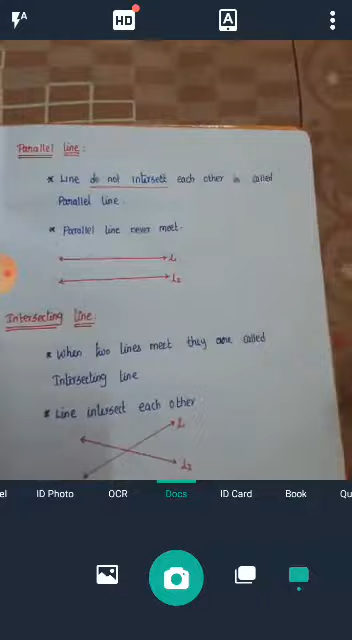 A
HD
A
Parallel line:
* Line do not intersect each other is called
Parallel line.
* Parallel line never meet.
L1
L2
Intersecting line:
* When two lines meet they are called
Intersecting line
* Line intersect each other
L1
L2
el ID Photo OCR Docs ID Card Book Qu